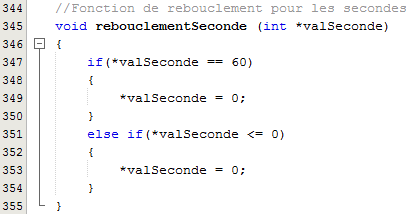 344 //Fonction de rebouclement pour les secondes
345 void rebouclementSeconde (int *valSeconde)
346 {
347 if(*valSeconde == 60)
348 {
349 *valSeconde = 0;
350 }
351 else if(*valSeconde <= 0)
352 {
353 *valSeconde = 0;
354 }
355 }